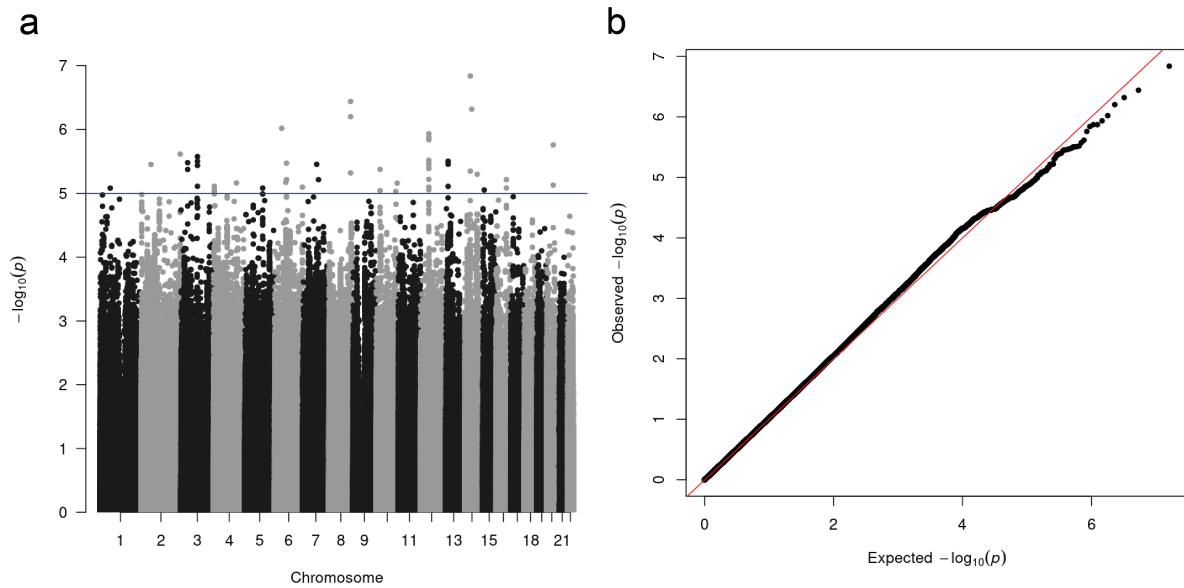 a
b
7
6
5
4
3
2
1
0
− log₁₀(p)
1 2 3 4 5 6 7 8 9 11 13 15 18 21
Chromosome
7
6
5
4
3
2
1
0
Observed − log₁₀(p)
0 2 4 6
Expected − log₁₀(p)